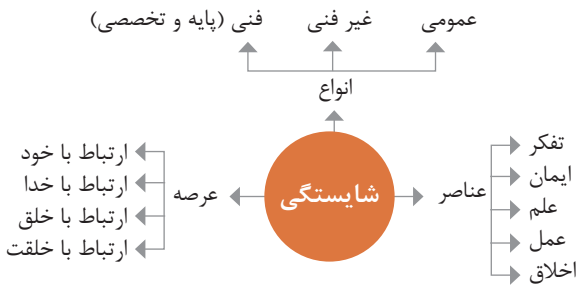 عمومی
غیر فنی
فنی (پایه و تخصصی)
انواع
شایستگی
عناصر
تفکر
ایمان
علم
عمل
اخلاق
عرصه
ارتباط با خود
ارتباط با خدا
ارتباط با خلق
ارتباط با خلقت